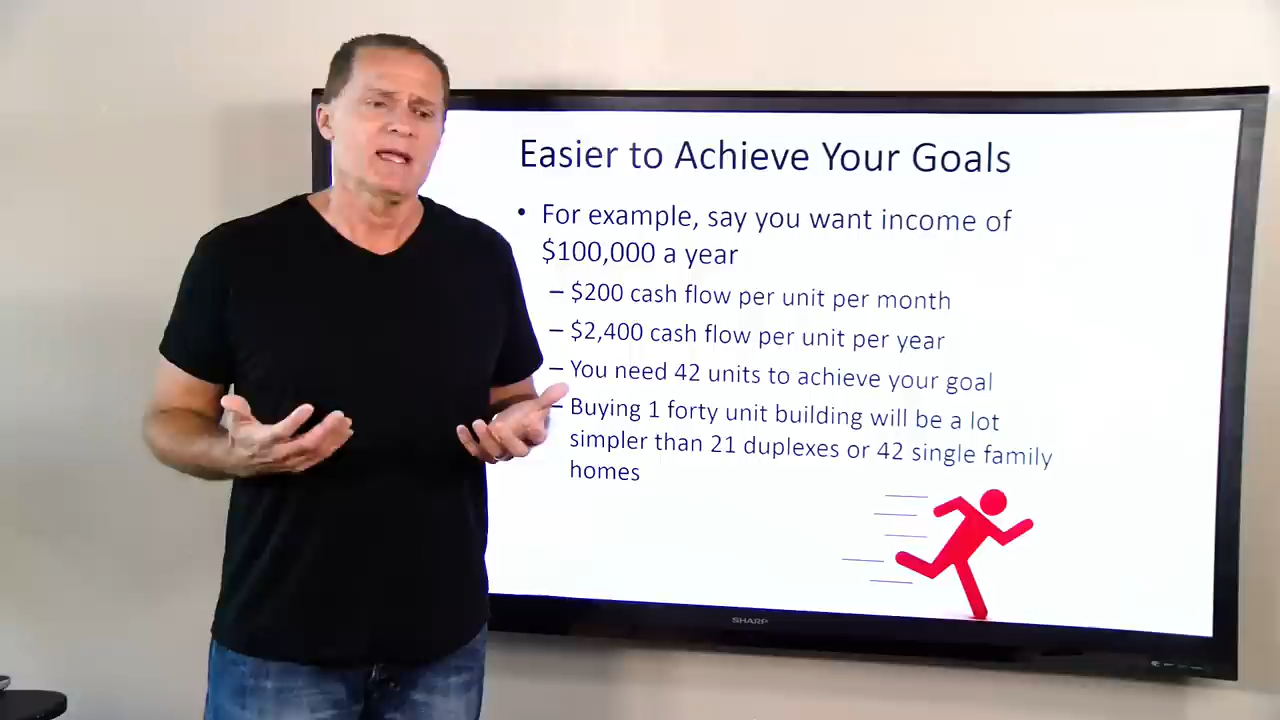 Easier to Achieve Your Goals
• For example, say you want income of
$100,000 a year
– $200 cash flow per unit per month
– $2,400 cash flow per unit per year
– You need 42 units to achieve your goal
– Buying 1 forty unit building will be a lot
simpler than 21 duplexes or 42 single family
homes
SHARP